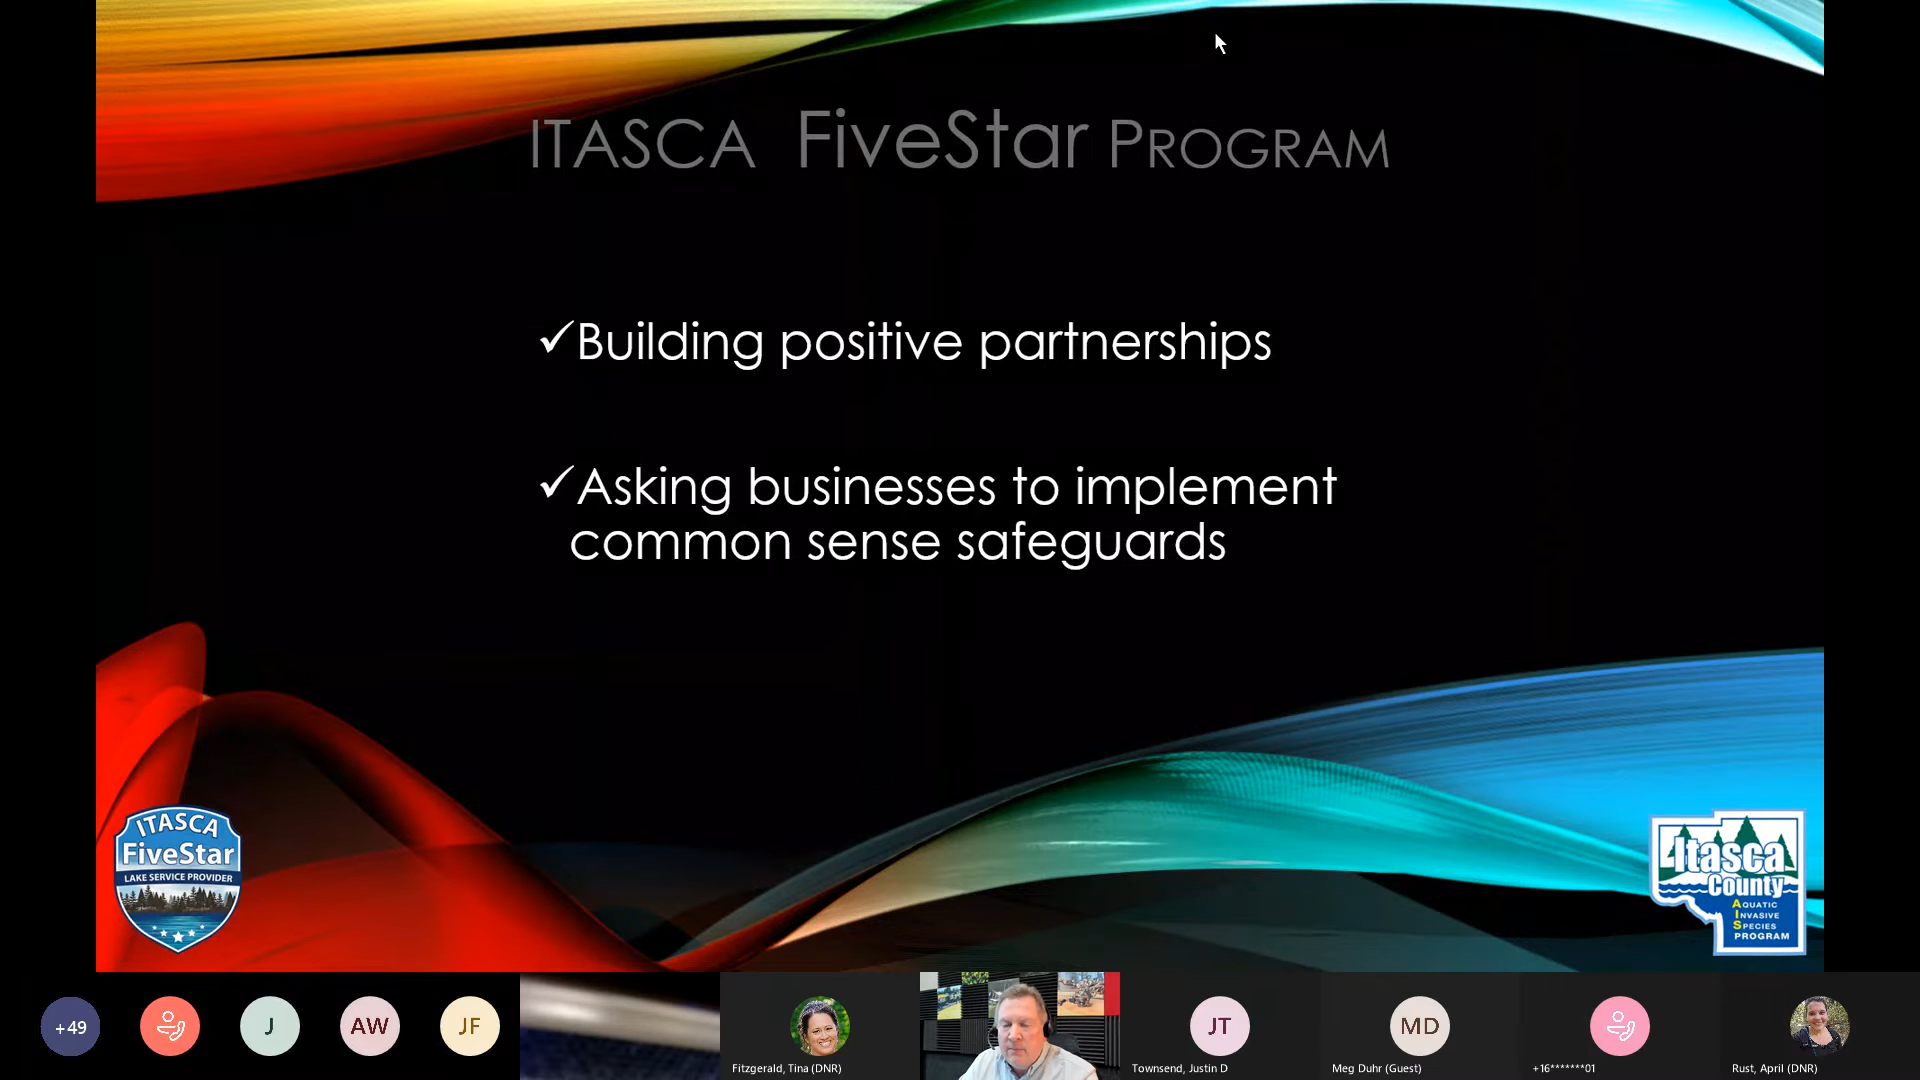 ITASCA FiveStar PROGRAM
✓Building positive partnerships
✓Asking businesses to implement
common sense safeguards
ITASCA
FiveStar
LAKE SERVICE PROVIDER
Itasca
County
AQUATIC
INVASIVE
SPECIES
PROGRAM
+49
J
AW
JF
JT
MD
Fitzgerald, Tina (DNR)
Townsend, Justin D
Meg Duhr (Guest)
+16*******01
Rust, April (DNR)